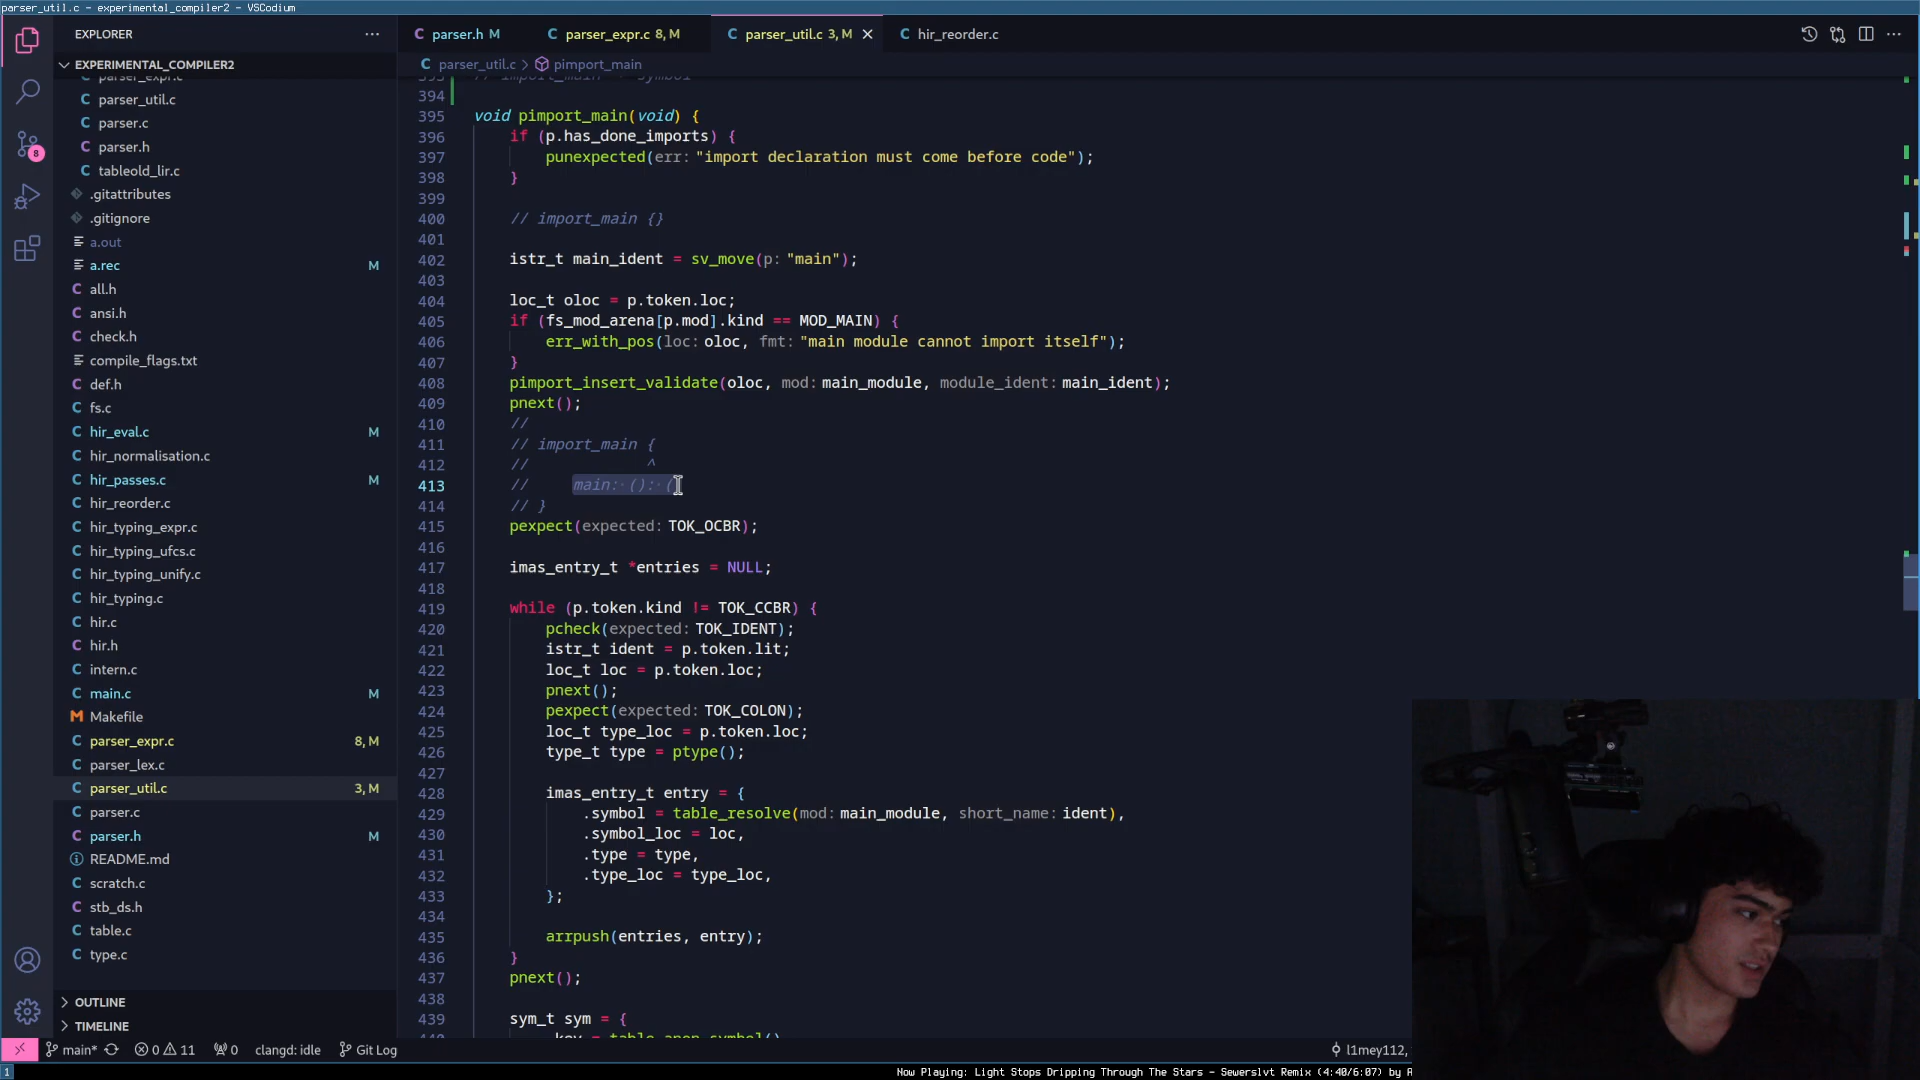 parser_util.c - experimental_compiler2 - VSCodium
EXPLORER
EXPERIMENTAL_COMPILER2
parser_expr.c
parser_util.c
parser.c
parser.h
tableold_lir.c
.gitattributes
.gitignore
a.out
a.rec M
all.h
ansi.h
check.h
compile_flags.txt
def.h
fs.c
hir_eval.c M
hir_normalisation.c
hir_passes.c M
hir_reorder.c
hir_typing_expr.c
hir_typing_ufcs.c
hir_typing_unify.c
hir_typing.c
hir.c
hir.h
intern.c
main.c M
Makefile
parser_expr.c 8, M
parser_lex.c
parser_util.c 3, M
parser.c
parser.h M
README.md
scratch.c
stb_ds.h
table.c
type.c
OUTLINE
TIMELINE
8
parser.h M
parser_expr.c 8, M
parser_util.c 3, M
hir_reorder.c
parser_util.c > pimport_main
394
395 void pimport_main(void) {
396 if (p.has_done_imports) {
397 punexpected(err: "import declaration must come before code");
398 }
399
400 // import_main {}
401
402 istr_t main_ident = sv_move(p: "main");
403
404 loc_t oloc = p.token.loc;
405 if (fs_mod_arena[p.mod].kind == MOD_MAIN) {
406 err_with_pos(loc: oloc, fmt: "main module cannot import itself");
407 }
408 pimport_insert_validate(oloc, mod: main_module, module_ident: main_ident);
409 pnext();
410 //
411 // import_main {
412 // ^
413 // main: (): (
414 // }
415 pexpect(expected: TOK_OCBR);
416
417 imas_entry_t *entries = NULL;
418
419 while (p.token.kind != TOK_CCBR) {
420 pcheck(expected: TOK_IDENT);
421 istr_t ident = p.token.lit;
422 loc_t loc = p.token.loc;
423 pnext();
424 pexpect(expected: TOK_COLON);
425 loc_t type_loc = p.token.loc;
426 type_t type = ptype();
427
428 imas_entry_t entry = {
429 .symbol = table_resolve(mod: main_module, short_name: ident),
430 .symbol_loc = loc,
431 .type = type,
432 .type_loc = type_loc,
433 };
434
435 arrpush(entries, entry);
436 }
437 pnext();
438
439 sym_t sym = {
main* 0 11 0 clangd: idle Git Log
l1mey112,
1
Now Playing: Light Stops Dripping Through The Stars - Sewerslvt Remix (4:40/6:07) by